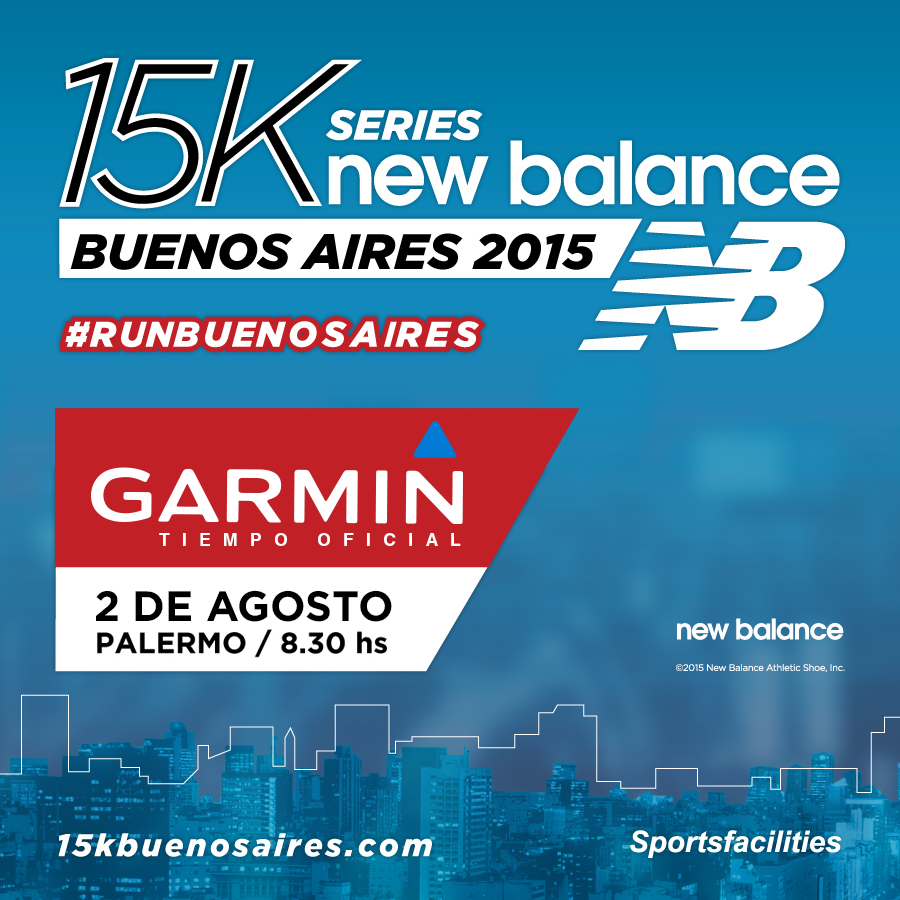 15K SERIES
new balance
BUENOS AIRES 2015
NB
#RUNBUENOSAIRES
GARMIN
TIEMPO OFICIAL
2 DE AGOSTO
PALERMO / 8.30 hs
new balance
©2015 New Balance Athletic Shoe, Inc.
15kbuenosaires.com
Sportsfacilities